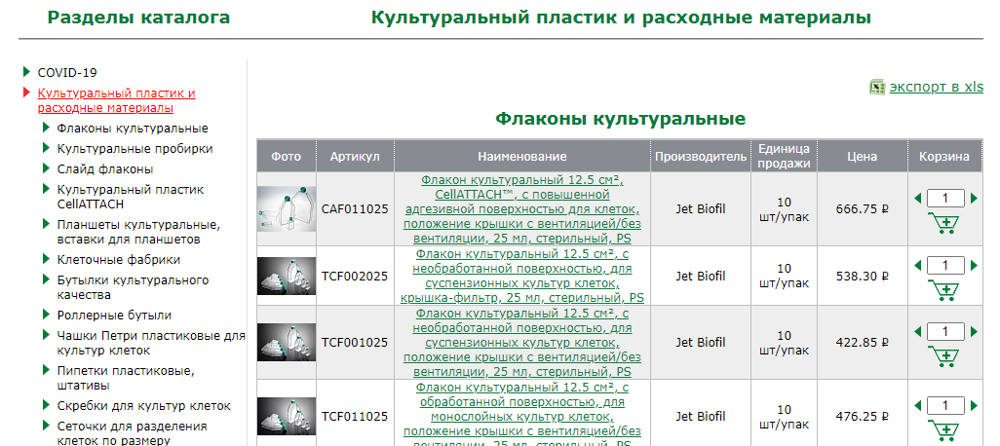 Разделы каталога
Культуральный пластик и расходные материалы
COVID-19
Культуральный пластик и
расходные материалы
Флаконы культуральные
Культуральные пробирки
Слайд флаконы
Культуральный пластик
CellATTACH
Планшеты культуральные,
вставки для планшетов
Клеточные фабрики
Бутылки культурального
качества
Роллерные бутыли
Чашки Петри пластиковые для
культур клеток
Пипетки пластиковые,
штативы
Скребки для культур клеток
Сеточки для разделения
клеток по размеру
экспорт в xls
Флаконы культуральные
Фото Артикул Наименование Производитель Единица
продажи Цена Корзина
Флакон культуральный 12.5 см²,
CellATTACH™, с повышенной
адгезивной поверхностью для клеток,
положение крышки с вентиляцией/без
вентиляции, 25 мл, стерильный, PS
CAF011025
Jet Biofil
10
шт/упак
666.75 ₽
1
Флакон культуральный 12.5 см², с
необработанной поверхностью, для
суспензионных культур клеток,
крышка-фильтр, 25 мл, стерильный, PS
TCF002025
Jet Biofil
10
шт/упак
538.30 ₽
1
Флакон культуральный 12.5 см², с
необработанной поверхностью, для
суспензионных культур клеток,
положение крышки с вентиляцией/без
вентиляции, 25 мл, стерильный, PS
TCF001025
Jet Biofil
10
шт/упак
422.85 ₽
1
Флакон культуральный 12.5 см², с
обработанной поверхностью, для
монослойных культур клеток,
положение крышки с вентиляцией/без
вентиляции, 25 мл, стерильный, PS
TCF011025
Jet Biofil
10
шт/упак
476.25 ₽
1